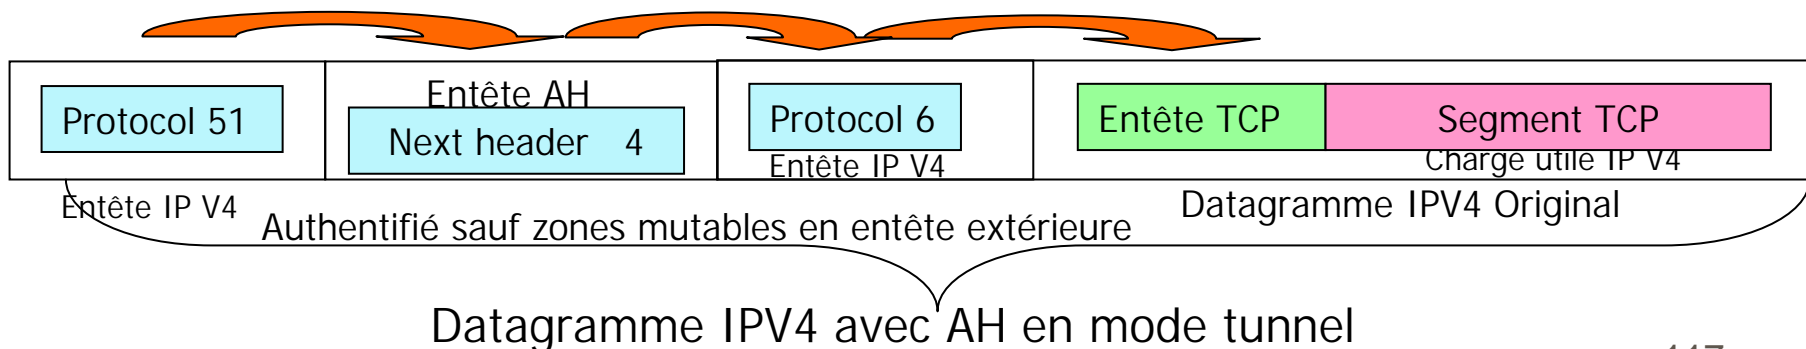 Entête AH
Protocol 51
Next header 4
Protocol 6
Entête IP V4
Entête TCP
Segment TCP
Charge utile IP V4
Entête IP V4
Datagramme IPV4 Original
Authentifié sauf zones mutables en entête extérieure
Datagramme IPV4 avec AH en mode tunnel